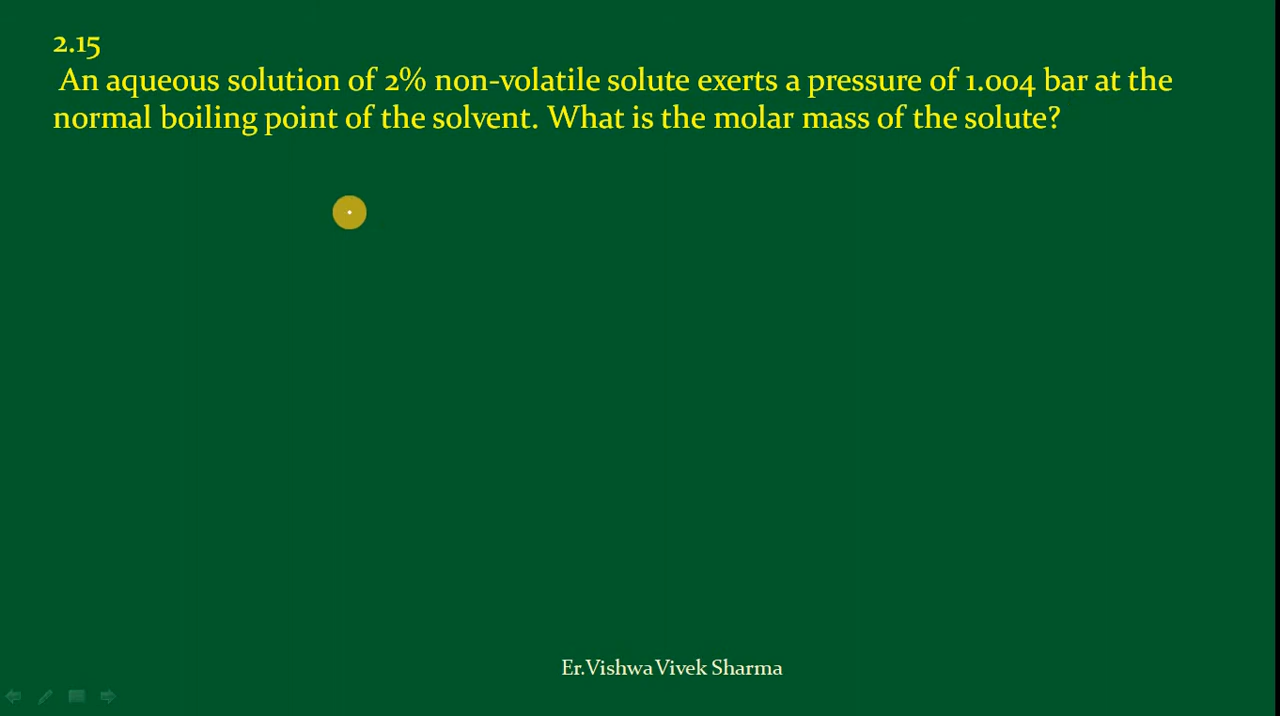 2.15
An aqueous solution of 2% non-volatile solute exerts a pressure of 1.004 bar at the
normal boiling point of the solvent. What is the molar mass of the solute?
Er.Vishwa Vivek Sharma